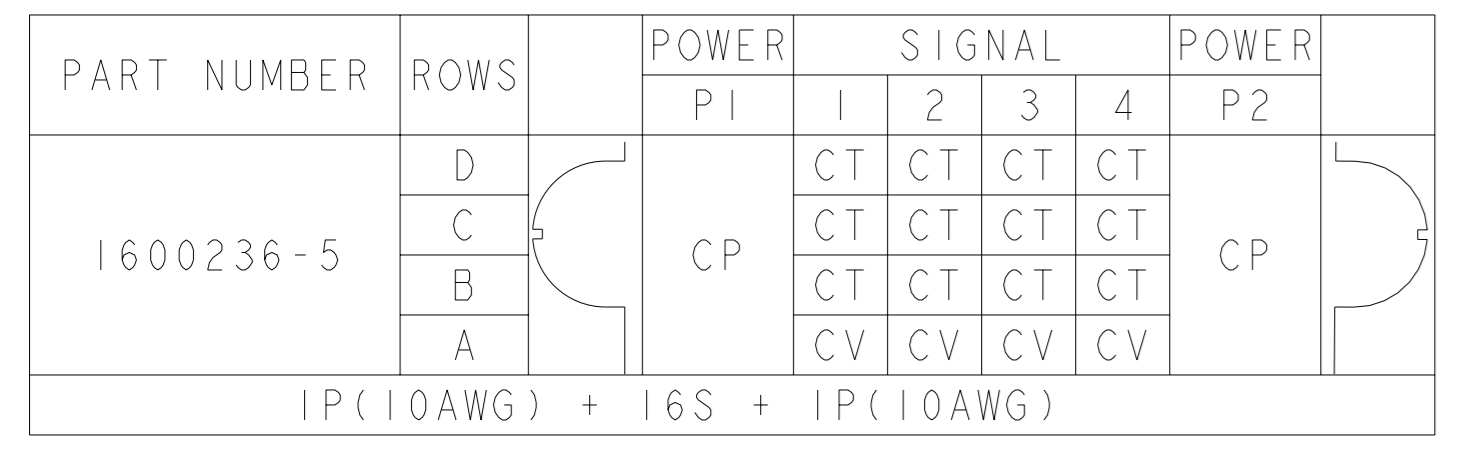 PART NUMBER ROWS POWER SIGNAL POWER
P1 1 2 3 4 P2
D CT CT CT CT
C CT CT CT CT
1600236-5 CP CP
B CT CT CT CT
A CV CV CV CV
1P(10AWG) + 16S + 1P(10AWG)